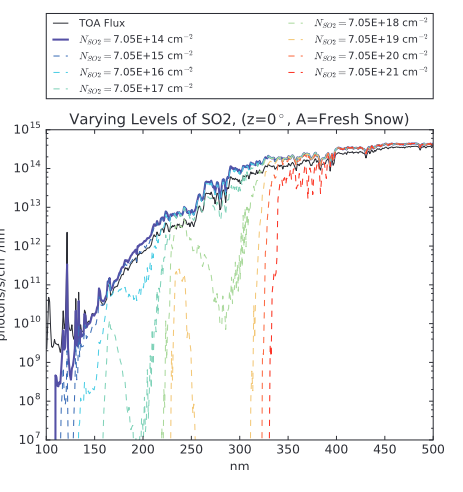 TOA Flux
N_SO2 = 7.05E+14 cm⁻²
N_SO2 = 7.05E+15 cm⁻²
N_SO2 = 7.05E+16 cm⁻²
N_SO2 = 7.05E+17 cm⁻²
N_SO2 = 7.05E+18 cm⁻²
N_SO2 = 7.05E+19 cm⁻²
N_SO2 = 7.05E+20 cm⁻²
N_SO2 = 7.05E+21 cm⁻²
Varying Levels of SO2, (z=0°, A=Fresh Snow)
10¹⁵
10¹⁴
10¹³
10¹²
10¹¹
10¹⁰
10⁹
10⁸
10⁷
photons/s/cm²/nm
100 150 200 250 300 350 400 450 500
nm